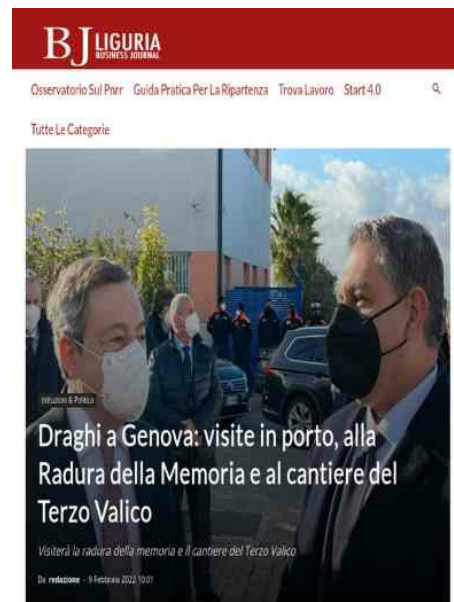 BJ LIGURIA
BUSINESS JOURNAL
Osservatorio Sul Pnrr Guida Pratica Per La Ripartenza Trova Lavoro Start 4.0
Tutte Le Categorie
Istituzioni & Politica
Draghi a Genova: visite in porto, alla
Radura della Memoria e al cantiere del
Terzo Valico
Visiterà la radura della memoria e il cantiere del Terzo Valico
Da redazione - 9 Febbraio 2022 10:01